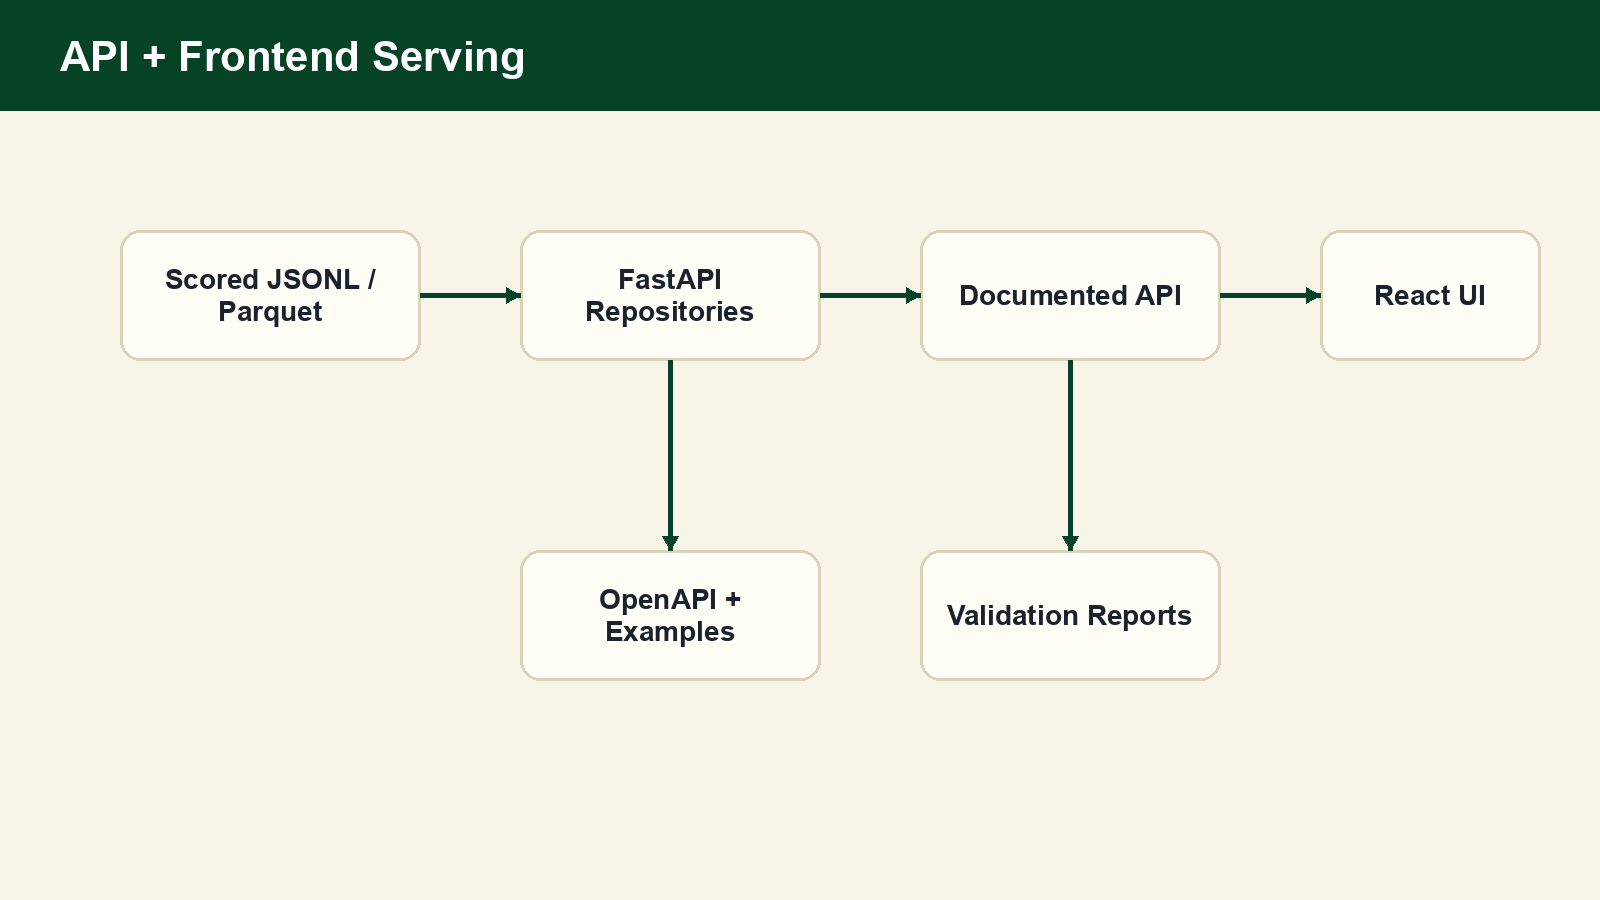 API + Frontend Serving
Scored JSONL /
Parquet
FastAPI
Repositories
Documented API
React UI
OpenAPI +
Examples
Validation Reports